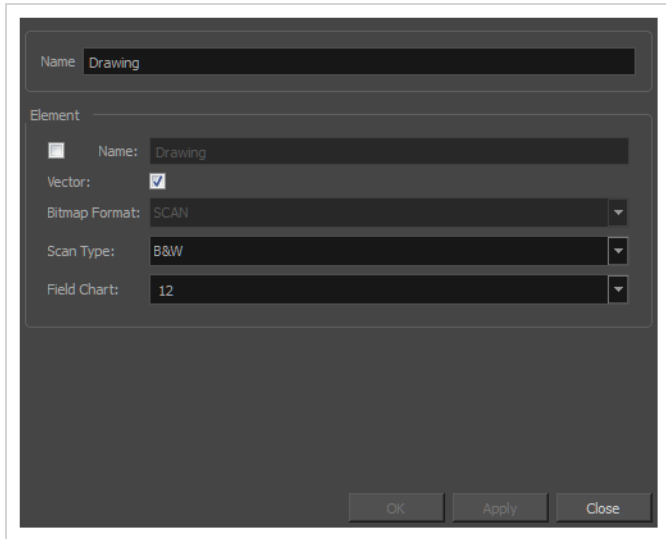 Name Drawing
Element
Name: Drawing
Vector:
Bitmap Format: SCAN
Scan Type: B&W
Field Chart: 12
OK Apply Close